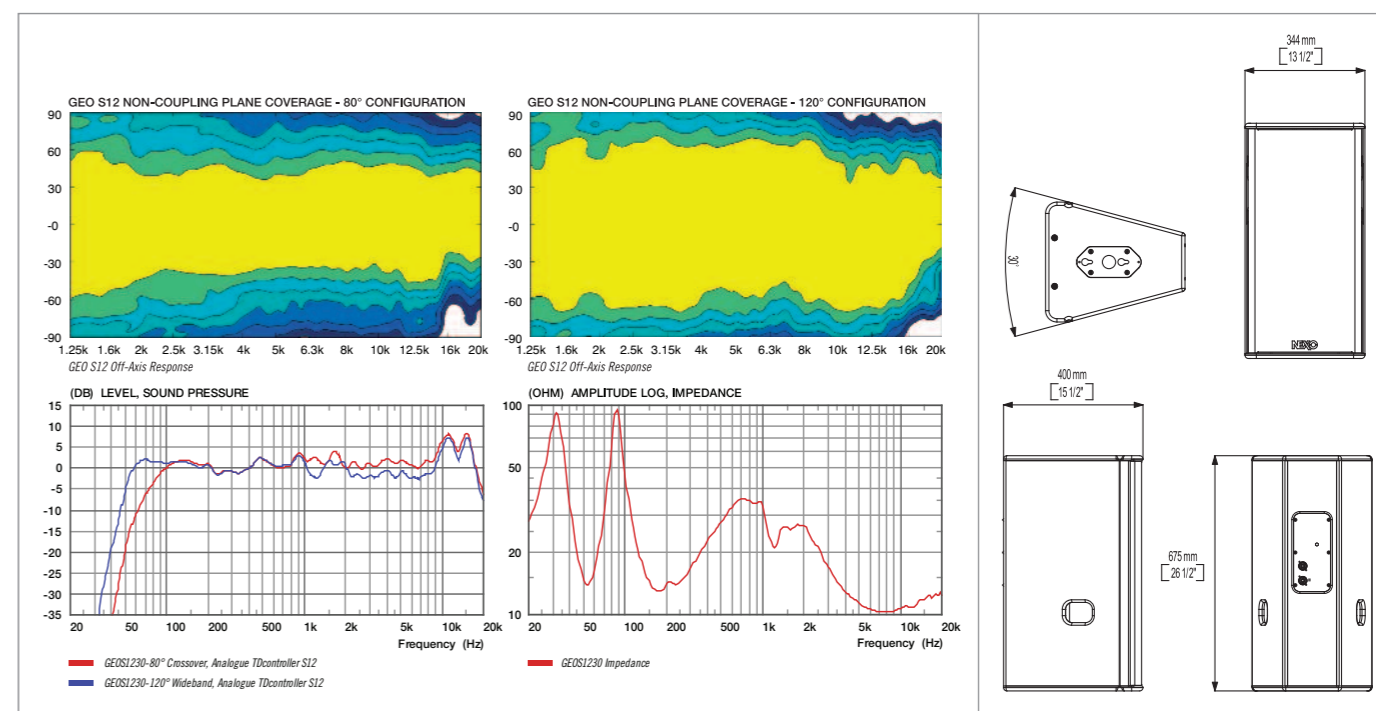 GEO S12 NON-COUPLING PLANE COVERAGE - 80° CONFIGURATION
90
60
30
-0
-30
-60
-90
1.25k 1.6k 2k 2.5k 3.15k 4k 5k 6.3k 8k 10k 12.5k 16k 20k
GEO S12 Off-Axis Response
GEO S12 NON-COUPLING PLANE COVERAGE - 120° CONFIGURATION
90
60
30
-0
-30
-60
-90
1.25k 1.6k 2k 2.5k 3.15k 4k 5k 6.3k 8k 10k 12.5k 16k 20k
GEO S12 Off-Axis Response
(DB) LEVEL, SOUND PRESSURE
15
10
5
0
-5
-10
-15
-20
-25
-30
-35
20 50 100 200 500 1k 2k 5k 10k 20k
Frequency (Hz)
GEOS1230-80° Crossover, Analogue TDcontroller S12
GEOS1230-120° Wideband, Analogue TDcontroller S12
(OHM) AMPLITUDE LOG, IMPEDANCE
100
50
20
10
20 50 100 200 500 1k 2k 5k 10k 20k
Frequency (Hz)
GEOS1230 Impedance
344 mm
[13 1/2"]
30°
NEXO
400 mm
[15 1/2"]
675 mm
[26 1/2"]